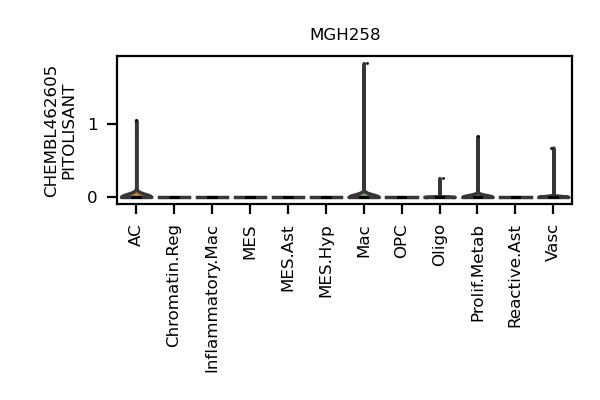 MGH258
CHEMBL462605
PITOLISANT
1
0
AC
Chromatin.Reg
Inflammatory.Mac
MES
MES.Ast
MES.Hyp
Mac
OPC
Oligo
Prolif.Metab
Reactive.Ast
Vasc